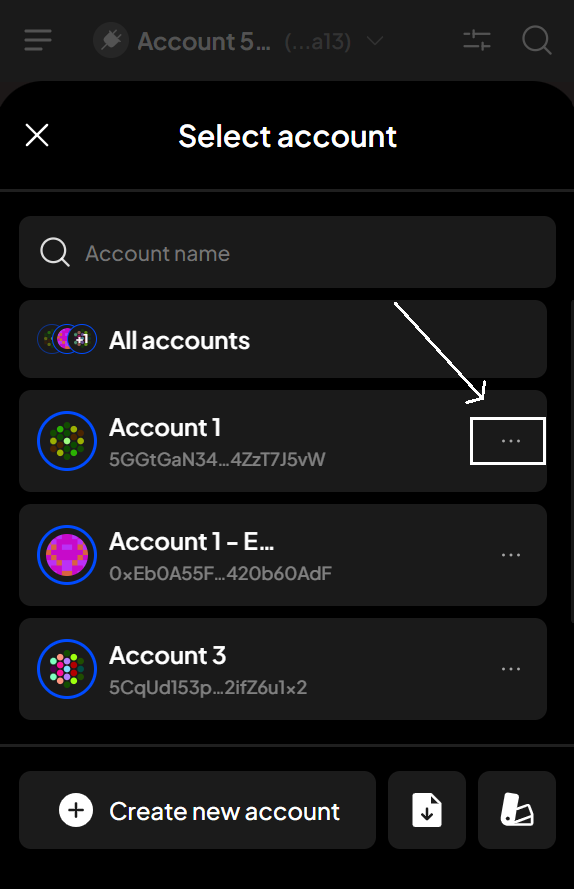 Account 5... (...a13)
Select account
Account name
+1
All accounts
Account 1
5GGtGaN34...4ZzT7J5vW
Account 1 - E...
0xEb0A55F...420b60AdF
Account 3
5CqUd153p...2ifZ6u1x2
Create new account